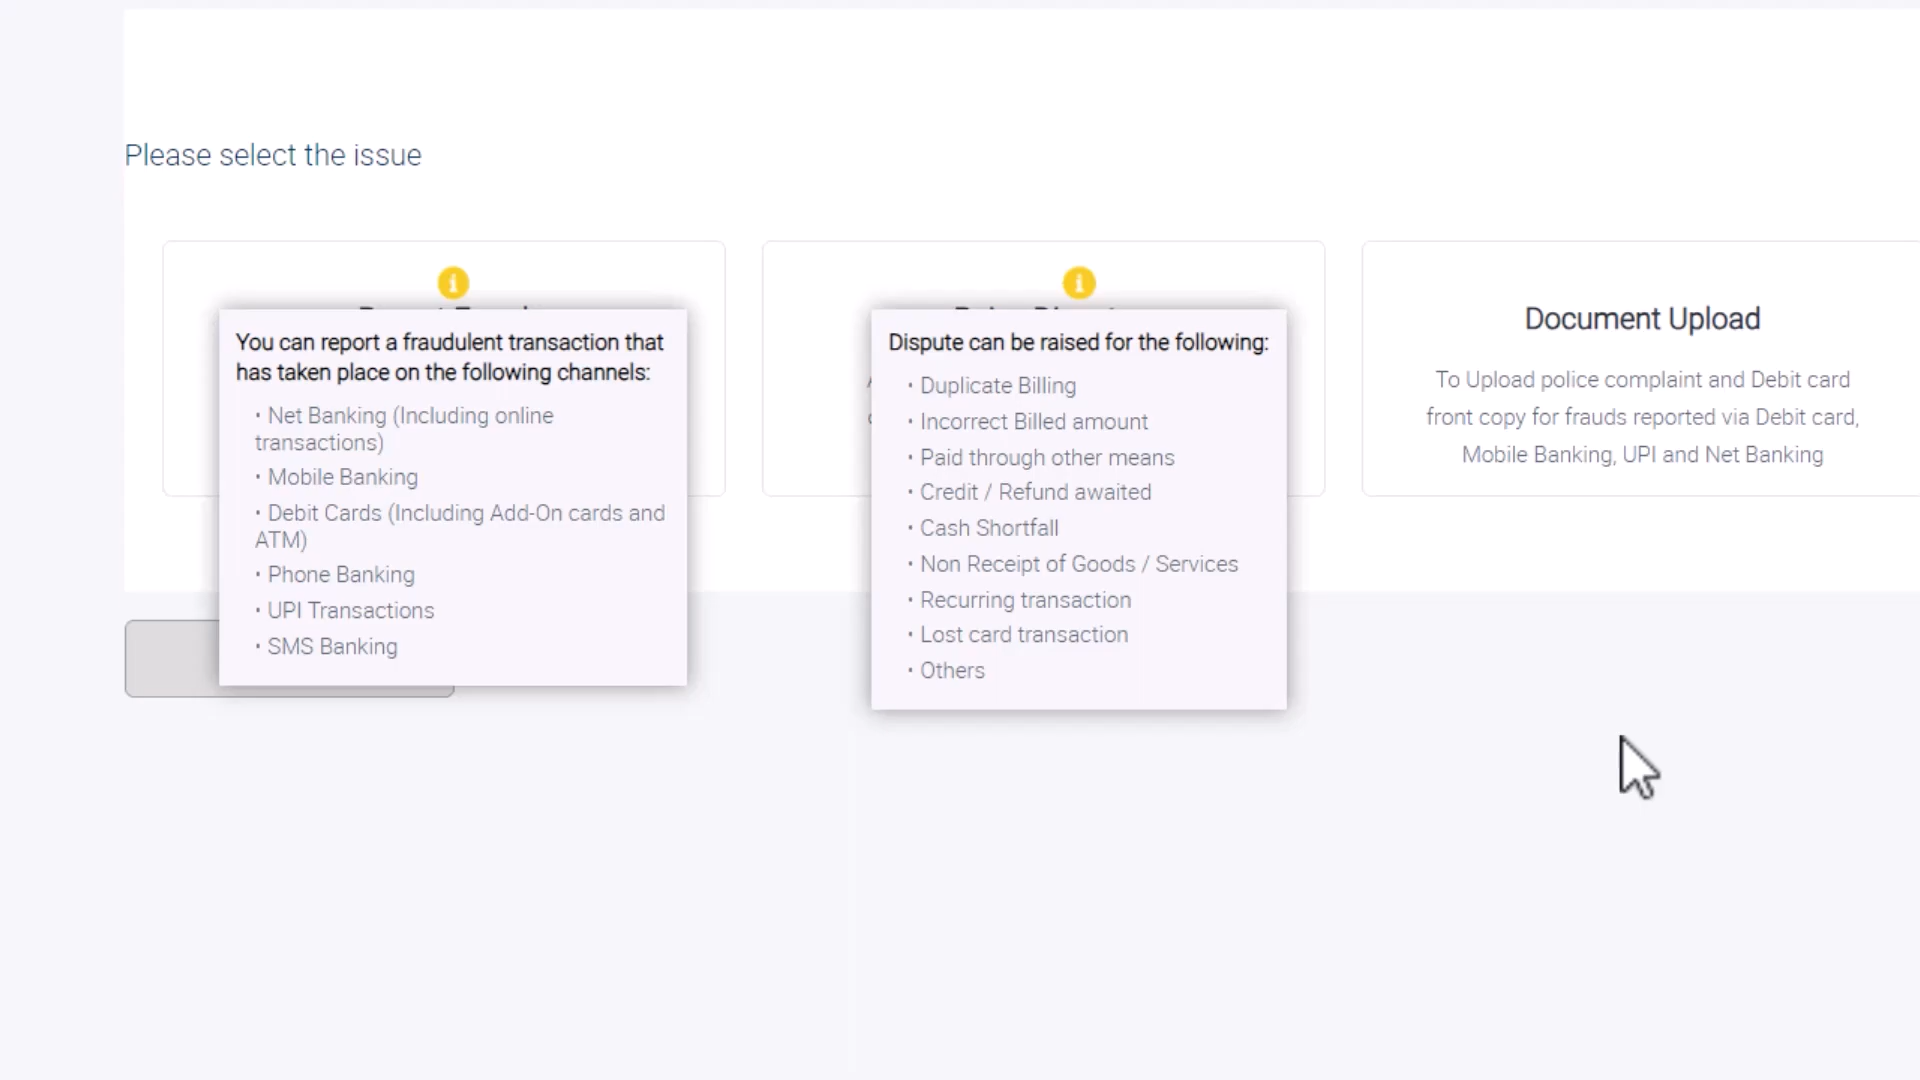 Please select the issue
You can report a fraudulent transaction that
has taken place on the following channels:
• Net Banking (Including online
transactions)
• Mobile Banking
• Debit Cards (Including Add-On cards and
ATM)
• Phone Banking
• UPI Transactions
• SMS Banking
Dispute can be raised for the following:
• Duplicate Billing
• Incorrect Billed amount
• Paid through other means
• Credit / Refund awaited
• Cash Shortfall
• Non Receipt of Goods / Services
• Recurring transaction
• Lost card transaction
• Others
Document Upload
To Upload police complaint and Debit card
front copy for frauds reported via Debit card,
Mobile Banking, UPI and Net Banking